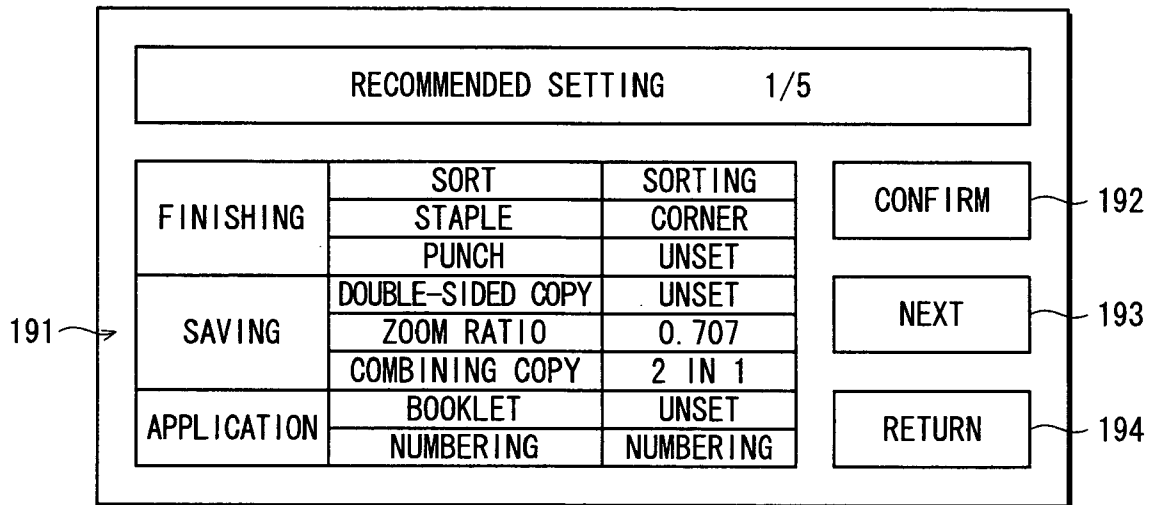 RECOMMENDED SETTING 1/5
FINISHING
SORT SORTING
STAPLE CORNER
PUNCH UNSET
SAVING
DOUBLE-SIDED COPY UNSET
ZOOM RATIO 0.707
COMBINING COPY 2 IN 1
APPLICATION
BOOKLET UNSET
NUMBERING NUMBERING
CONFIRM
NEXT
RETURN
191
192
193
194